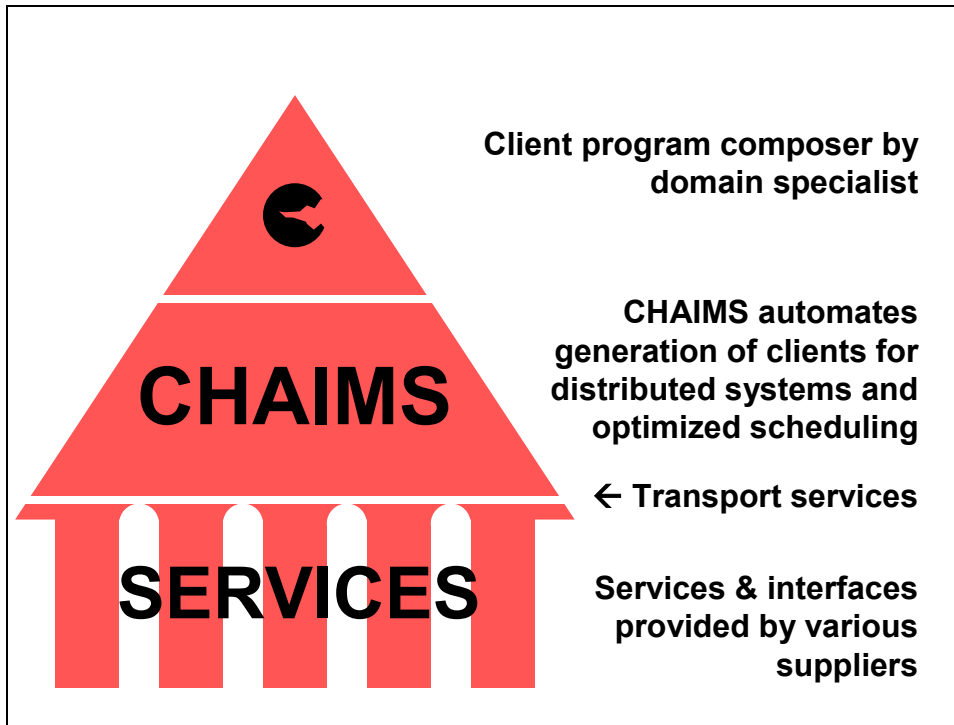 Client program composer by
domain specialist
CHAIMS
CHAIMS automates
generation of clients for
distributed systems and
optimized scheduling
← Transport services
SERVICES
Services & interfaces
provided by various
suppliers